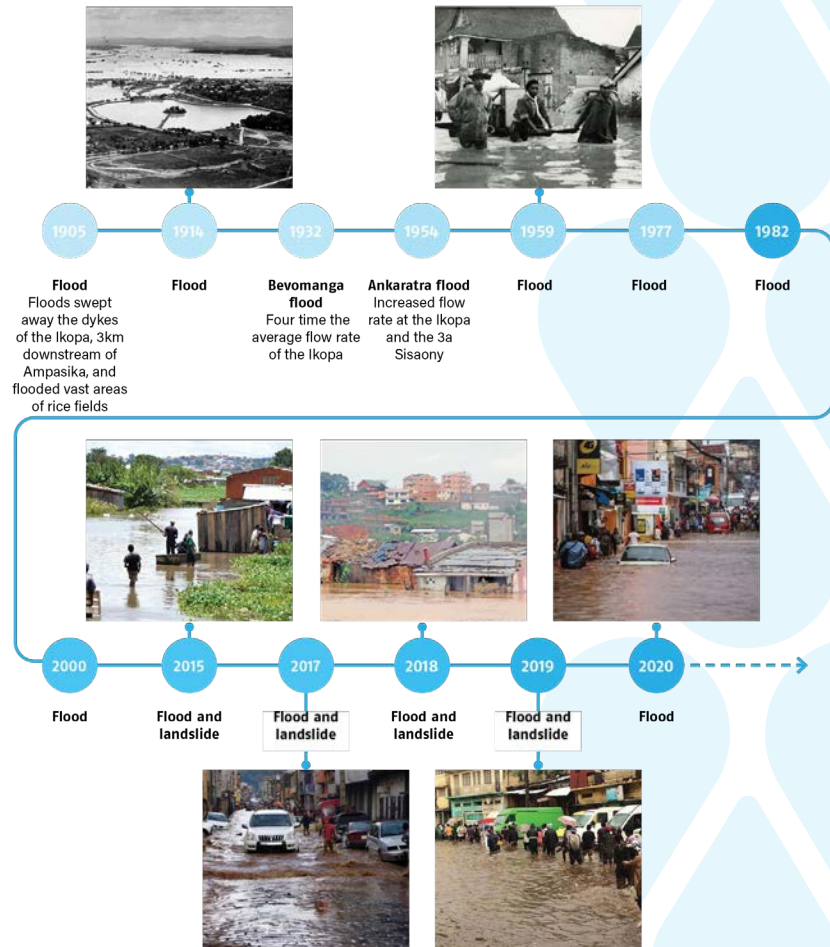 1905
1914
1932
1954
1959
1977
1982
Flood
Floods swept
away the dykes
of the Ikopa, 3km
downstream of
Ampasika, and
flooded vast areas
of rice fields
Flood
Bevomanga
flood
Four time the
average flow rate
of the Ikopa
Ankaratra flood
Increased flow
rate at the Ikopa
and the 3a
Sisaony
Flood
Flood
Flood
2000
2015
2017
2018
2019
2020
Flood
Flood and
landslide
Flood and
landslide
Flood and
landslide
Flood and
landslide
Flood